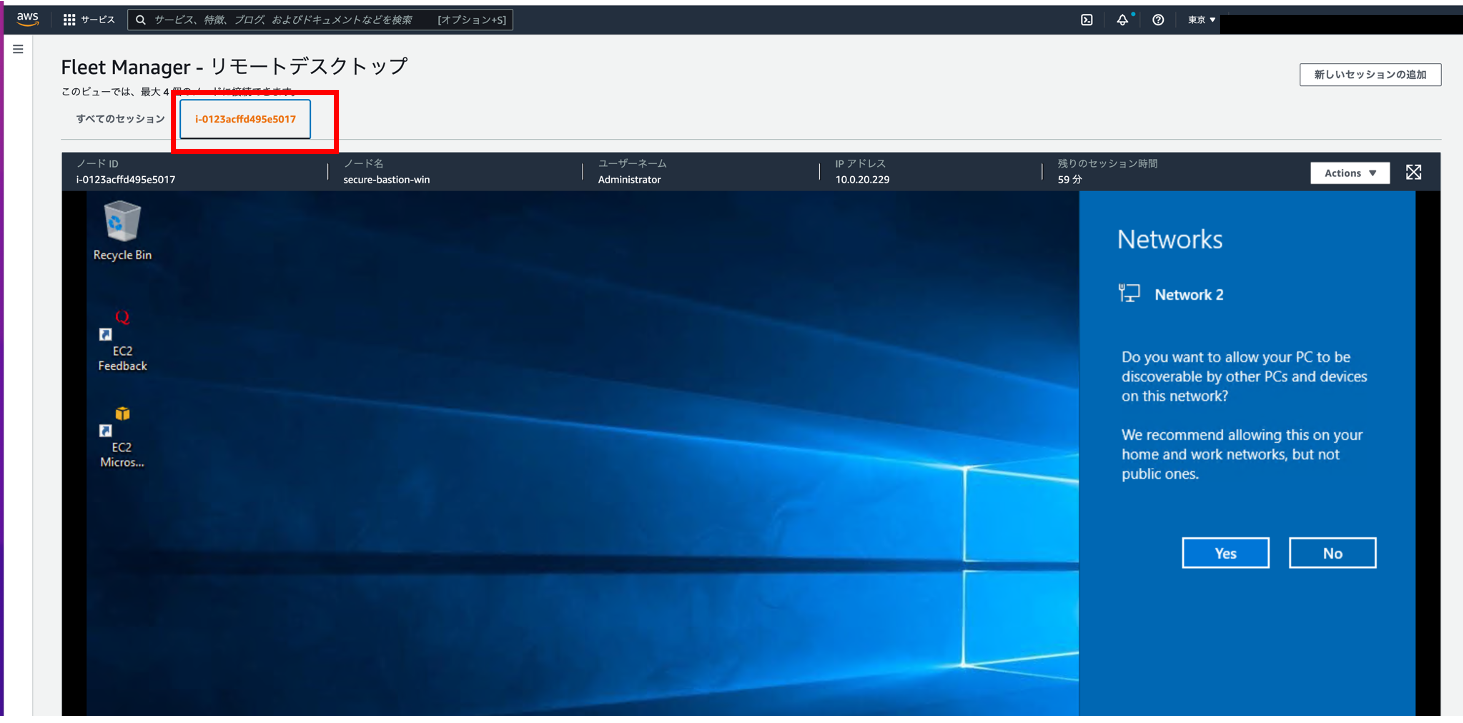 aws
サービス
サービス、特徴、ブログ、およびドキュメントなどを検索
[オプション+S]
東京 ▼
Fleet Manager - リモートデスクトップ
新しいセッションの追加
このビューでは、最大 4 個のノードに接続できます。
すべてのセッション
i-0123acffd495e5017
ノード ID
i-0123acffd495e5017
ノード名
secure-bastion-win
ユーザーネーム
Administrator
IP アドレス
10.0.20.229
残りのセッション時間
59 分
Actions ▼
Recycle Bin
EC2
Feedback
EC2
Micros...
Networks
Network 2
Do you want to allow your PC to be
discoverable by other PCs and devices
on this network?
We recommend allowing this on your
home and work networks, but not
public ones.
Yes
No